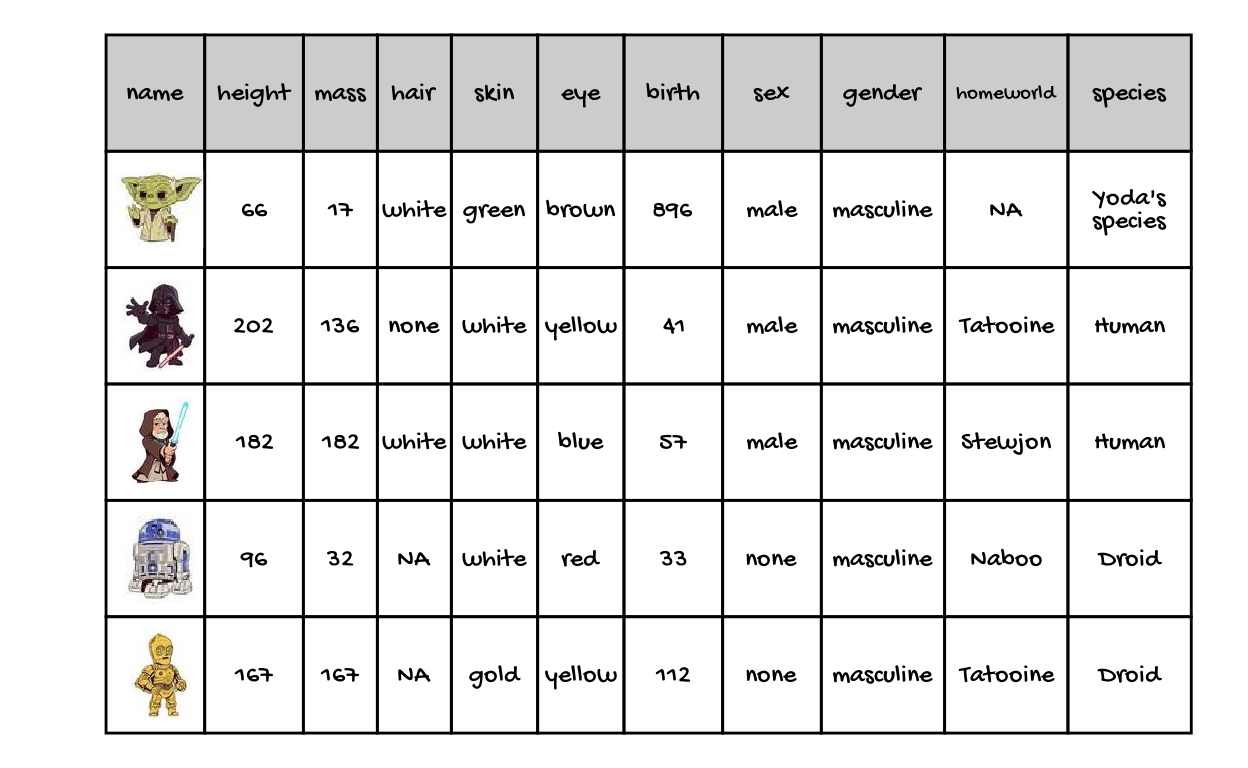 name height mass hair skin eye birth sex gender homeworld species
66 17 white green brown 896 male masculine NA Yoda's
species
202 136 none white yellow 41 male masculine Tatooine Human
182 182 white white blue 57 male masculine Stewjon Human
96 32 NA white red 33 none masculine Naboo Droid
167 167 NA gold yellow 112 none masculine Tatooine Droid